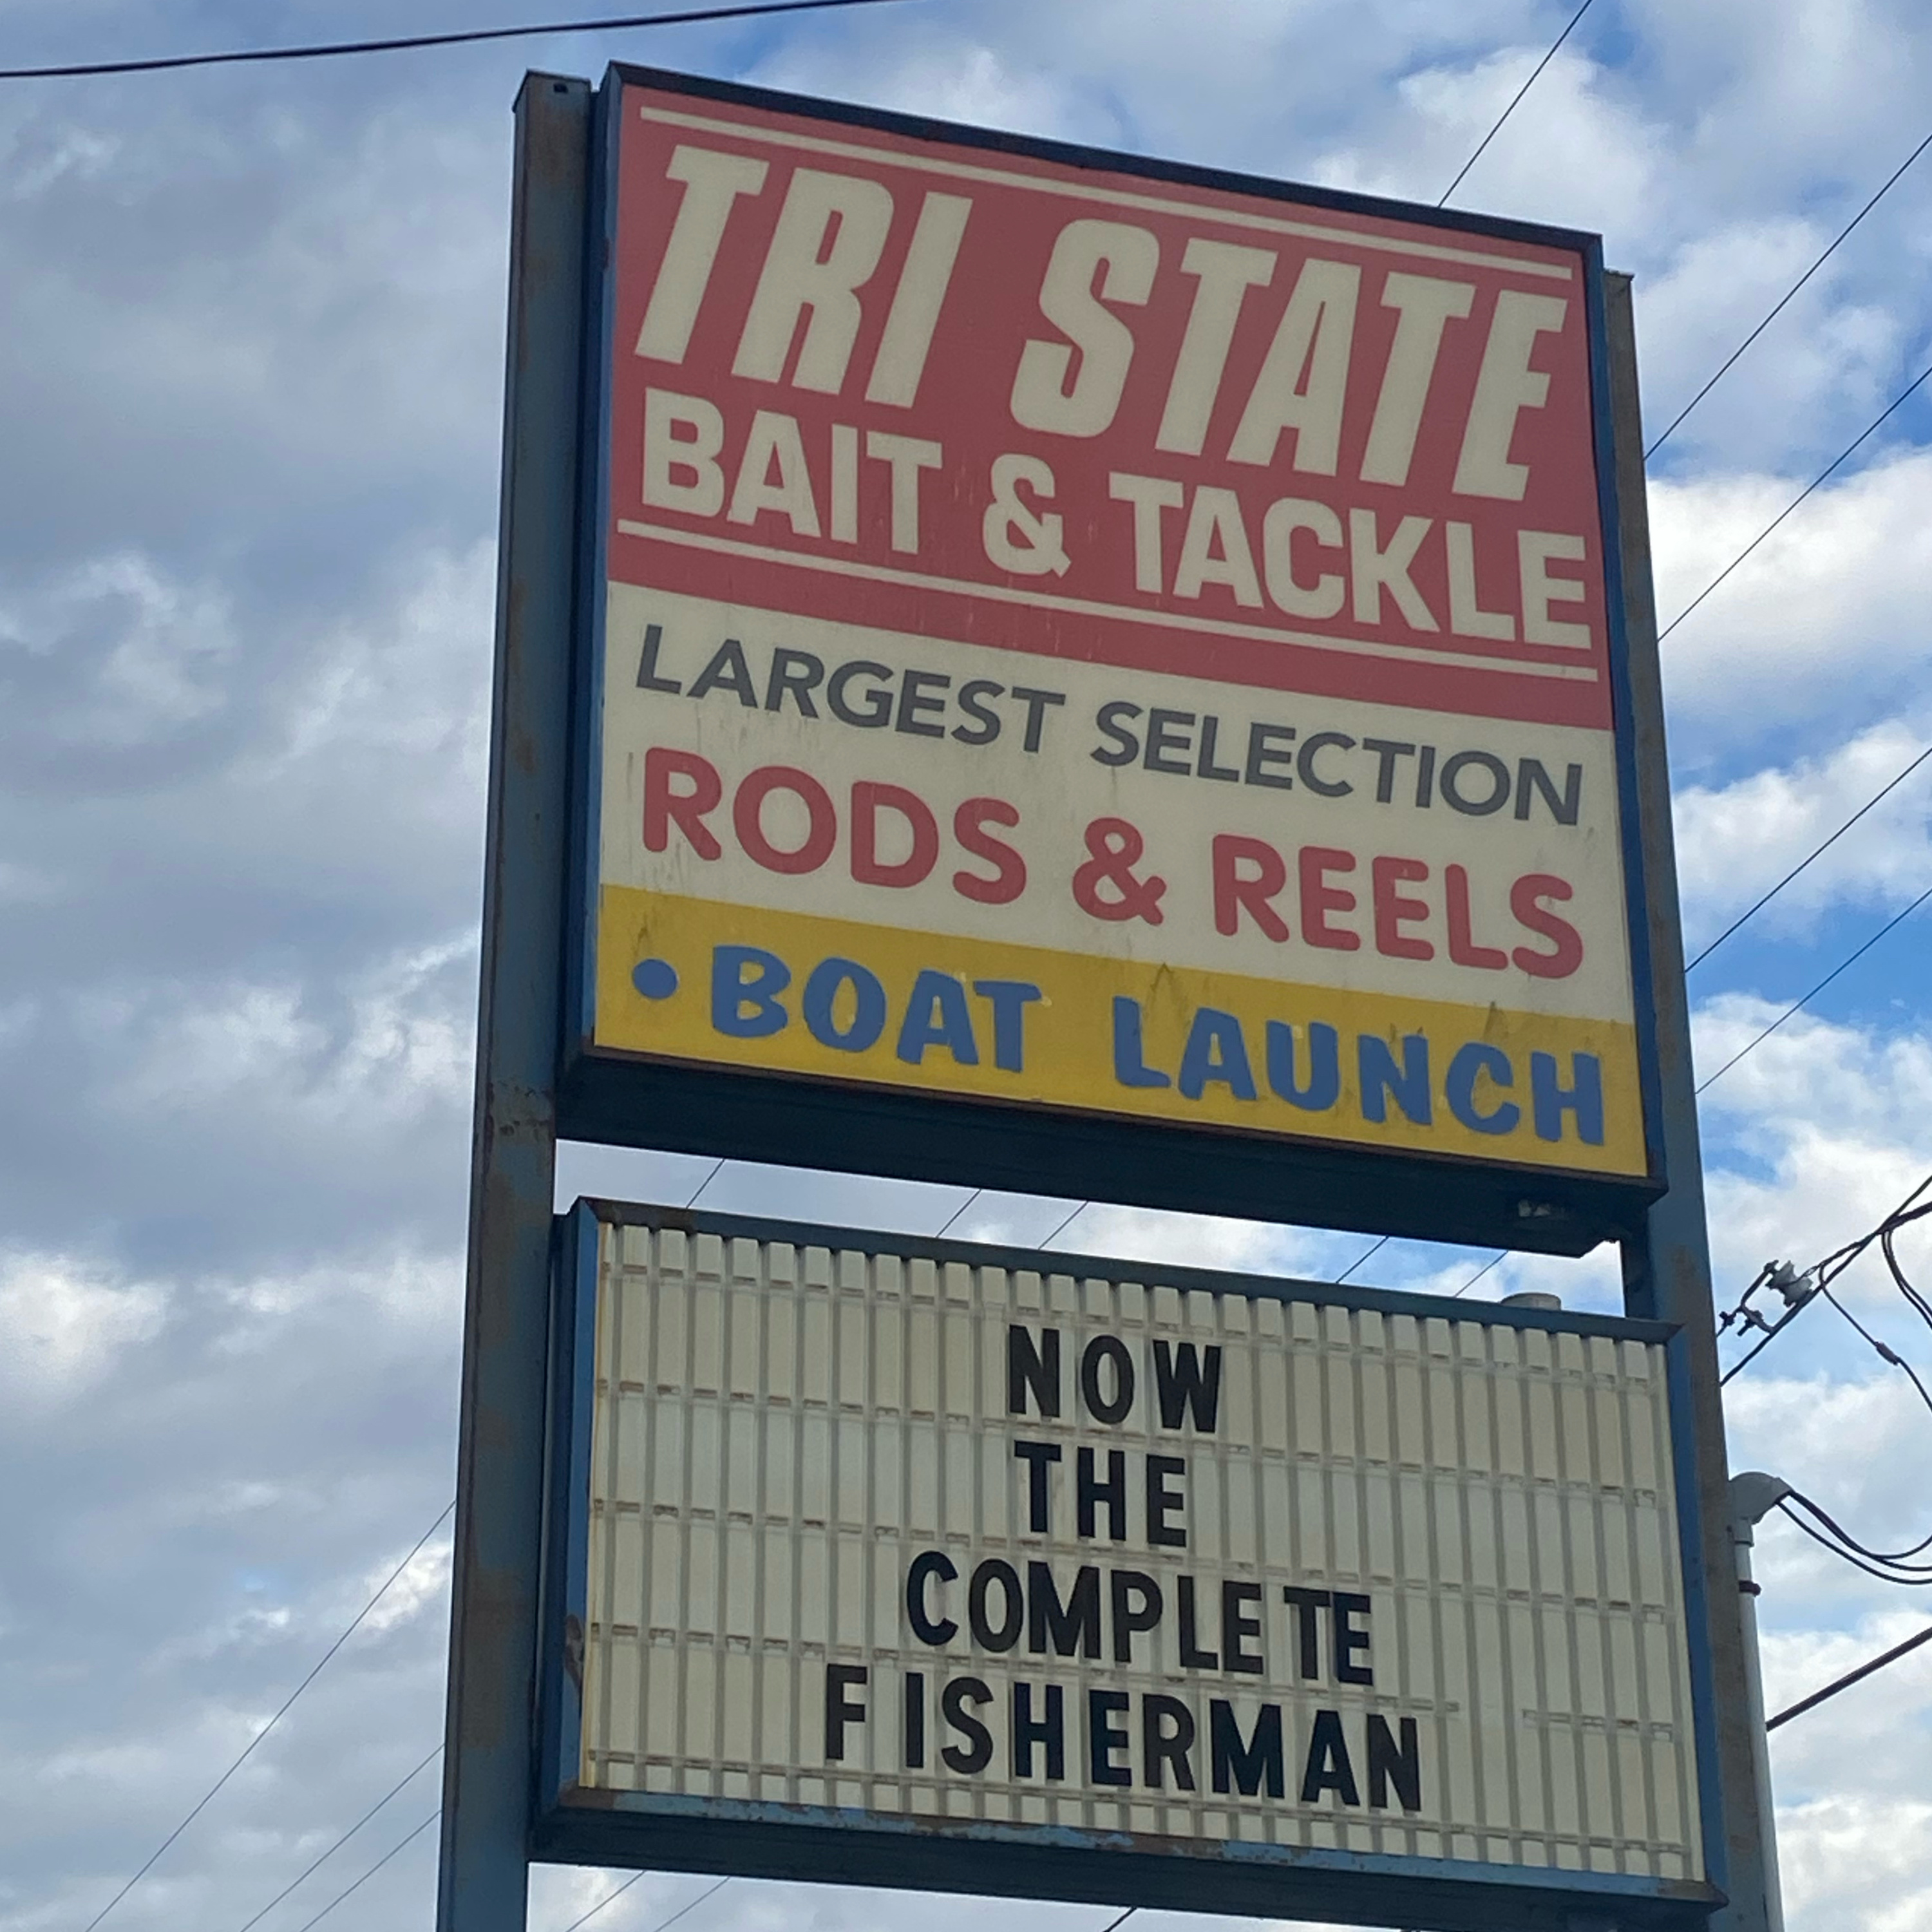 TRI STATE
BAIT & TACKLE
LARGEST SELECTION
RODS & REELS
• BOAT LAUNCH
NOW
THE
COMPLETE
FISHERMAN